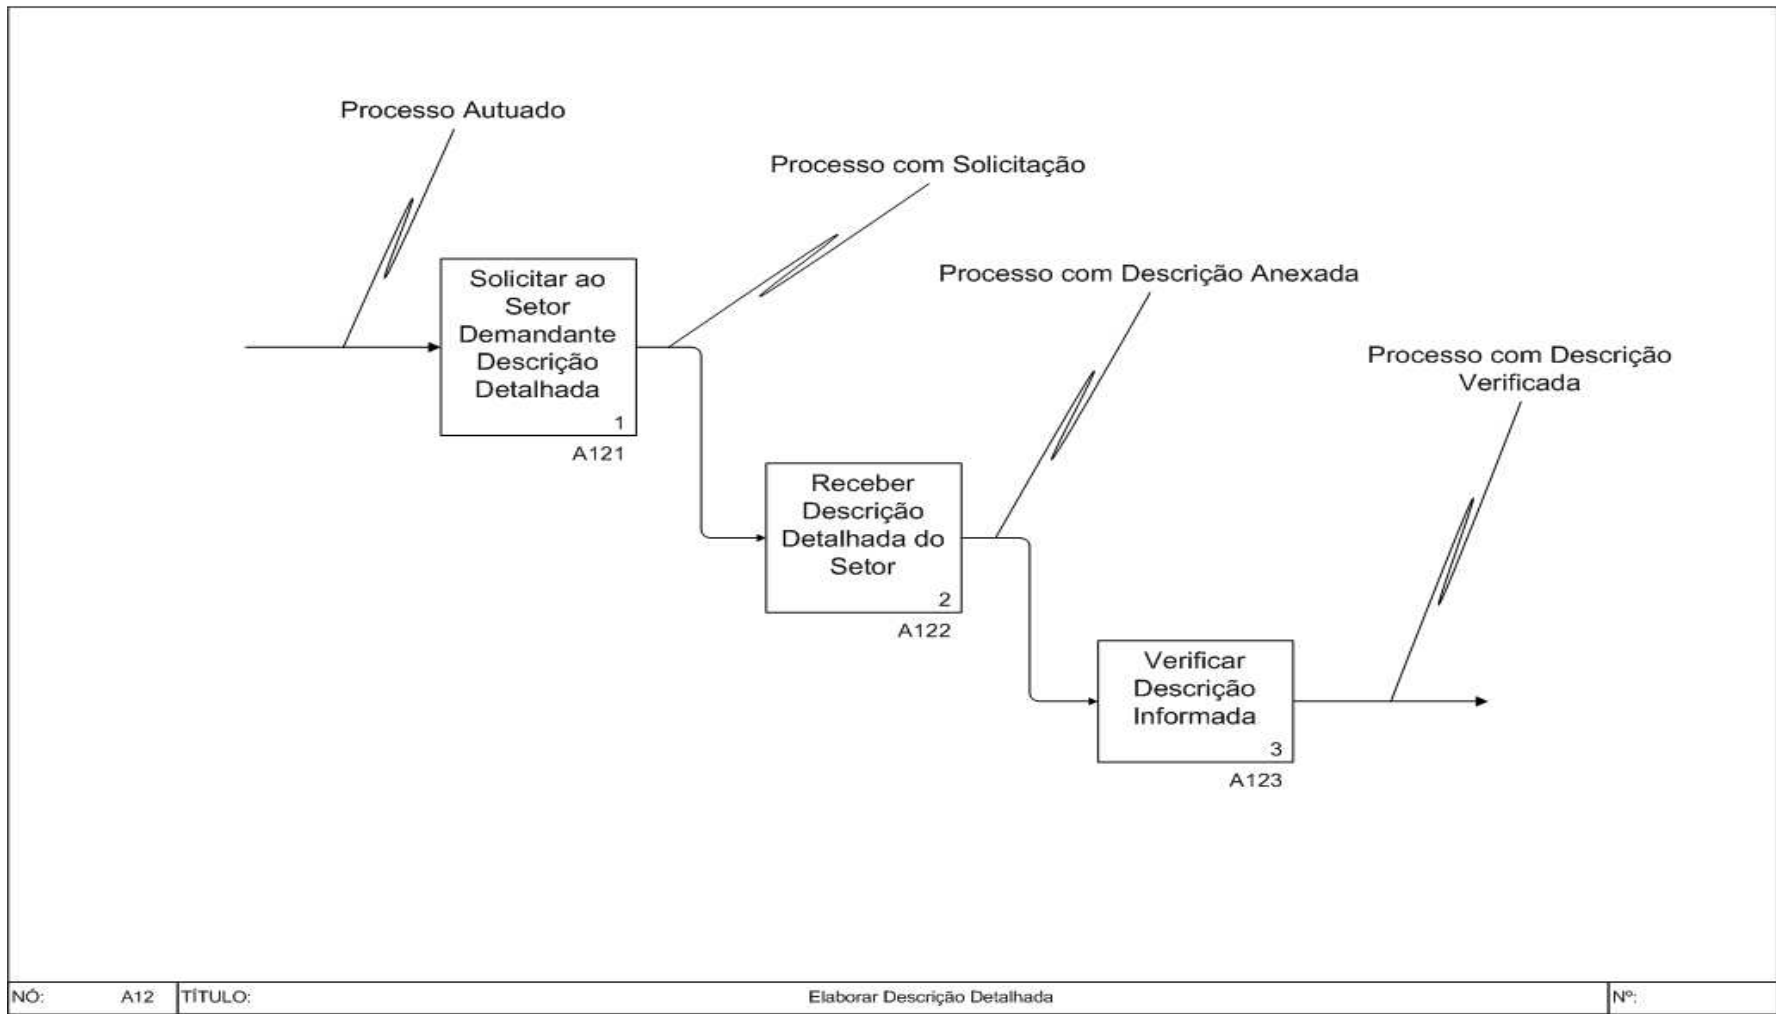 Processo Autuado
Processo com Solicitação
Solicitar ao
Setor
Demandante
Descrição
Detalhada
1
A121
Processo com Descrição Anexada
Processo com Descrição
Verificada
Receber
Descrição
Detalhada do
Setor
2
A122
Verificar
Descrição
Informada
3
A123
NÓ: A12 TÍTULO: Elaborar Descrição Detalhada Nº: